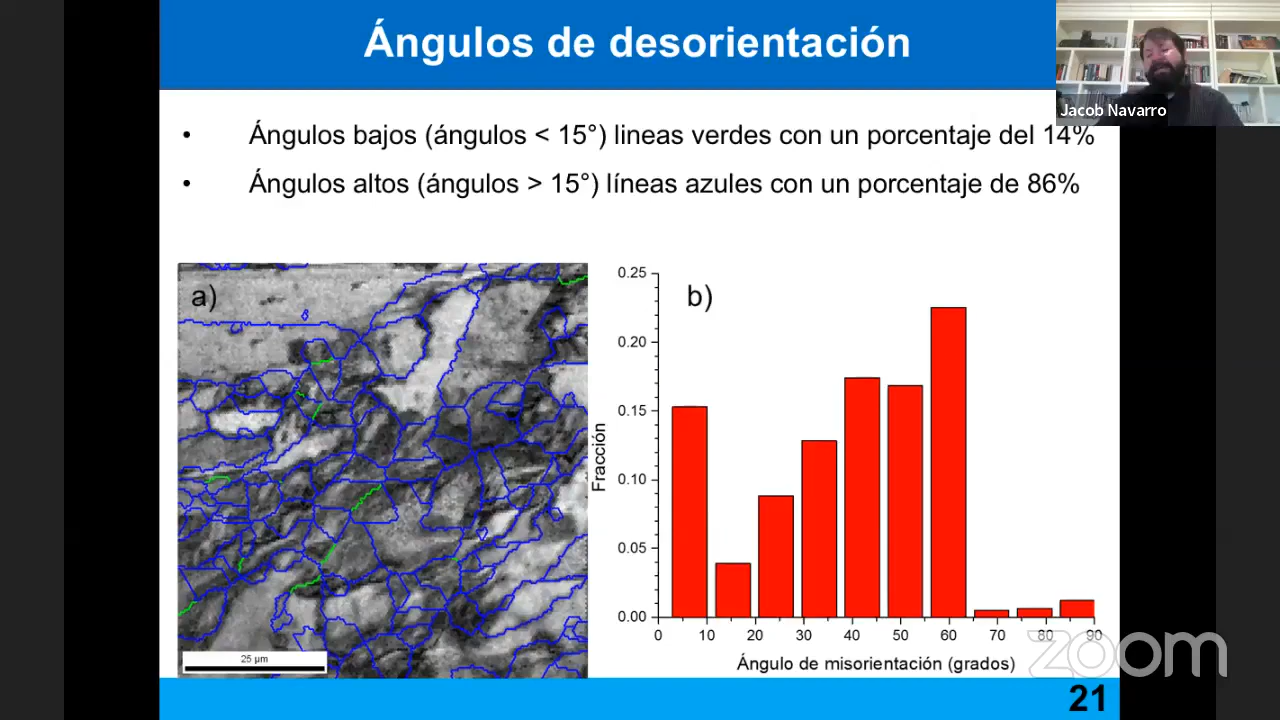 Ángulos de desorientación
Jacob Navarro
• Ángulos bajos (ángulos < 15°) lineas verdes con un porcentaje del 14%
• Ángulos altos (ángulos > 15°) líneas azules con un porcentaje de 86%
a)
25 µm
b)
Fracción
0.25
0.20
0.15
0.10
0.05
0.00
0 10 20 30 40 50 60 70 80 90
Ángulo de misorientación (grados)
zoom
21